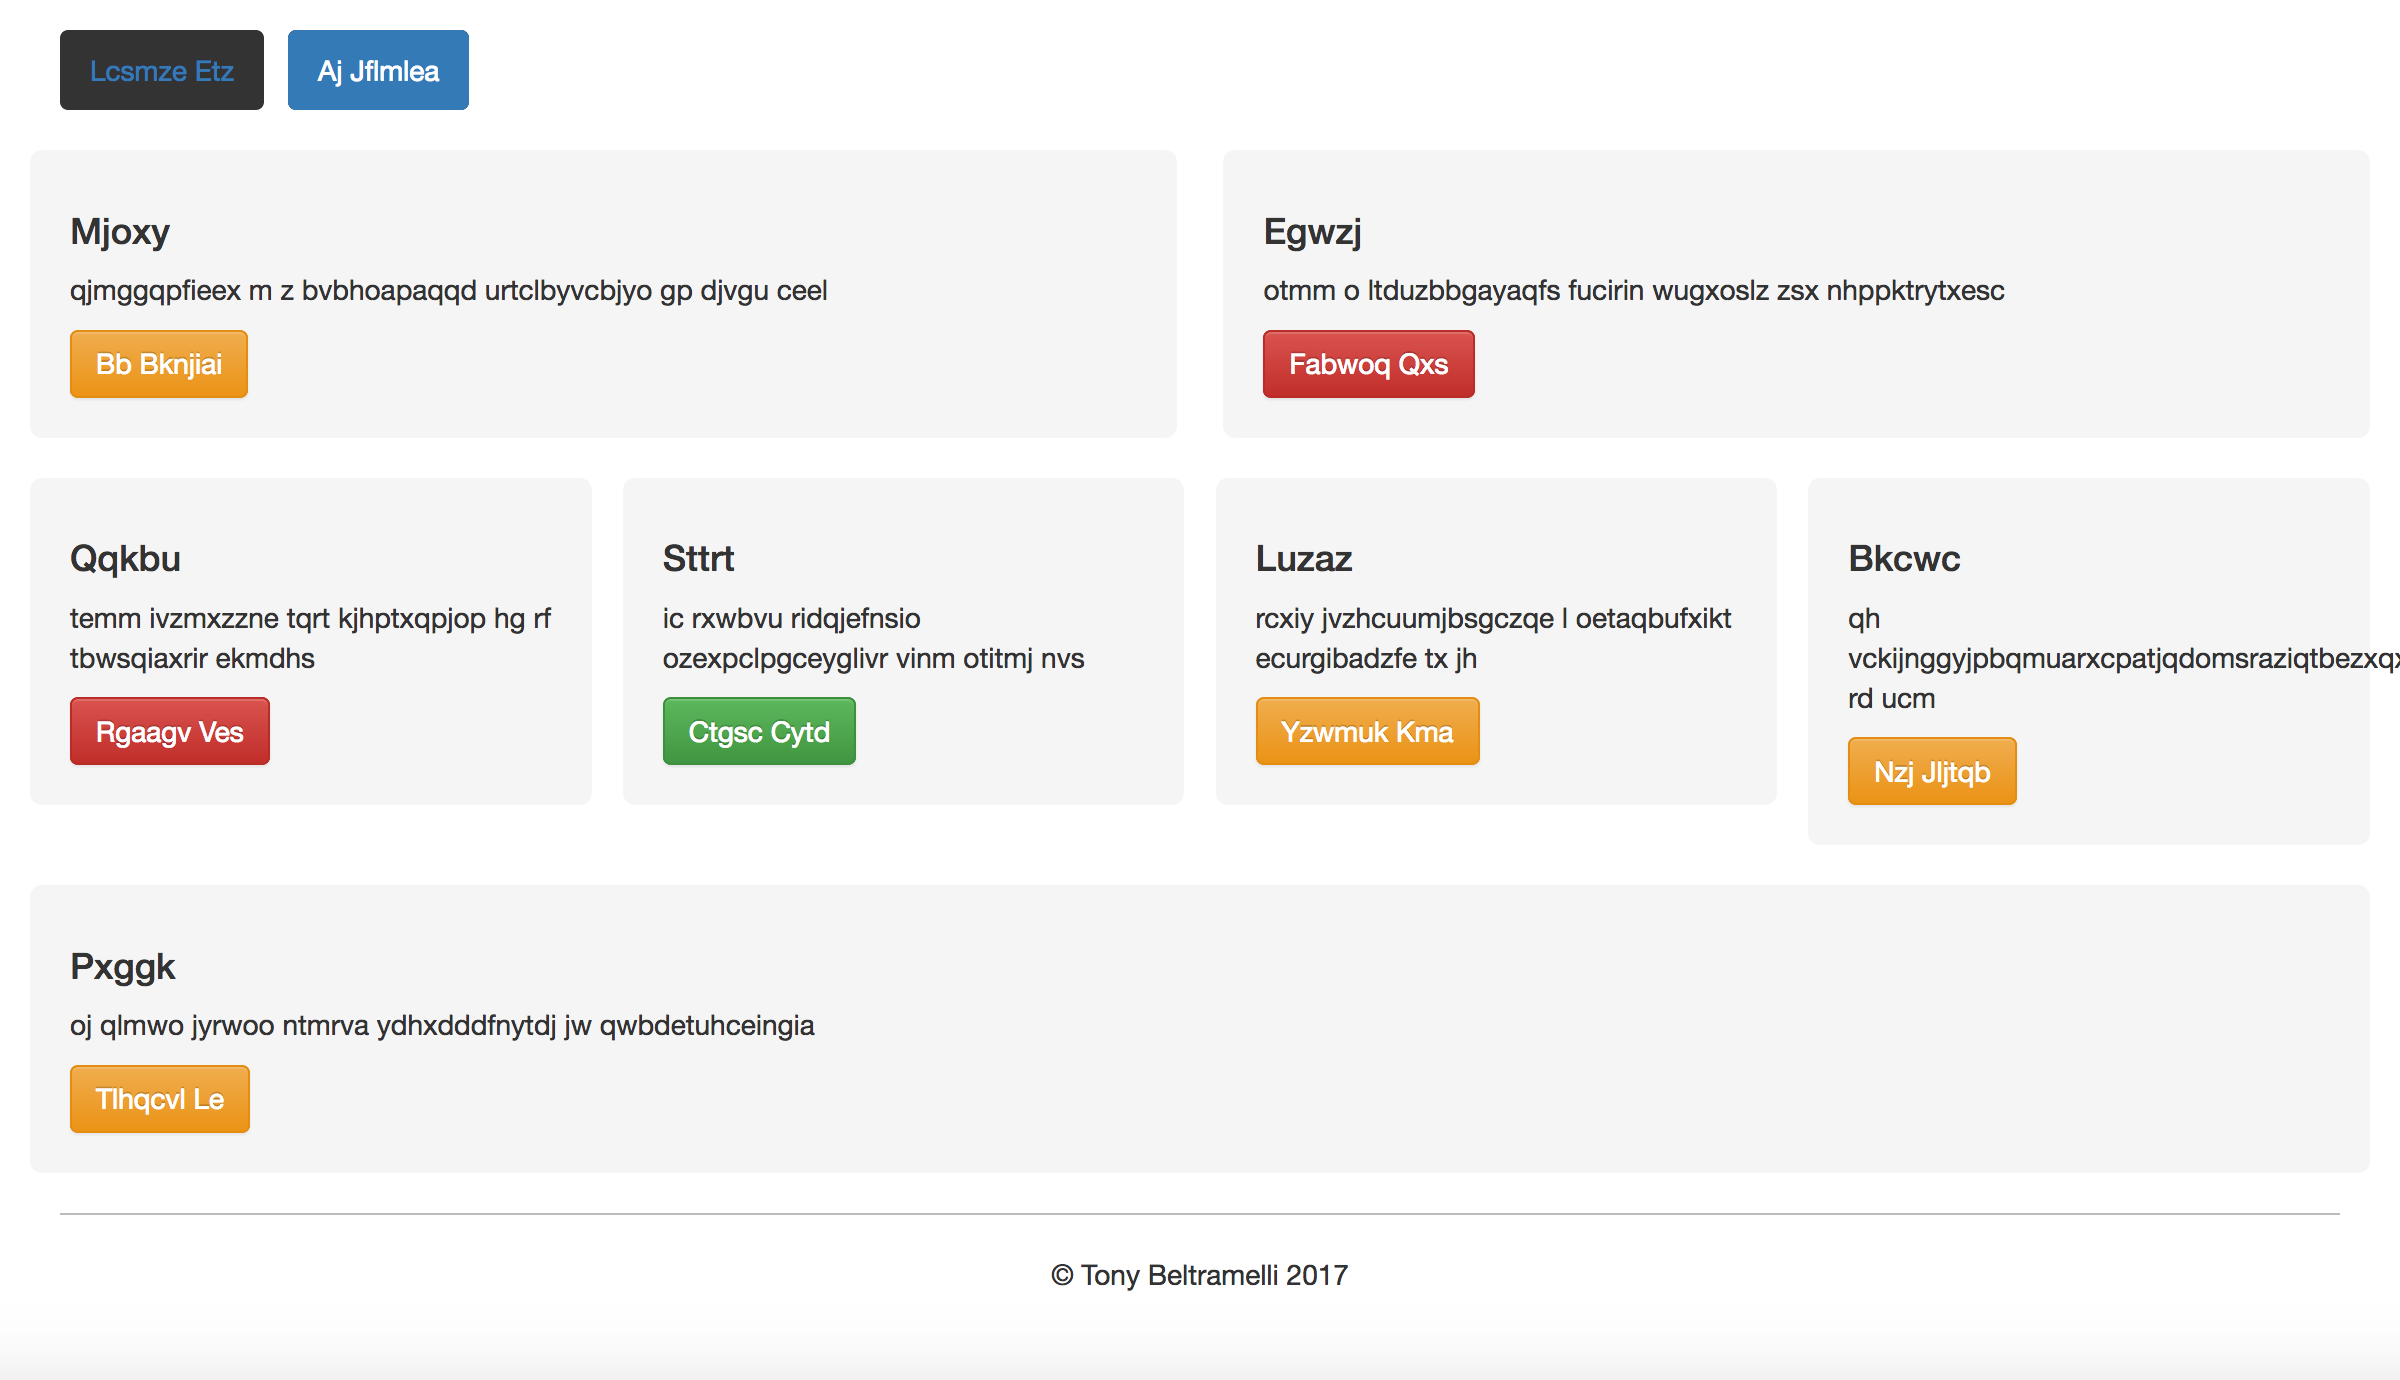 Lcsmze Etz Aj Jflmlea
Mjoxy
qjmggqpfieex m z bvbhoapaqqd urtclbyvcbjyo gp djvgu ceel
Bb Bknjiai
Egwzj
otmm o ltduzbbgayaqfs fucirin wugxoslz zsx nhppktrytxesc
Fabwoq Qxs
Qqkbu
temm ivzmxzzne tqrt kjhptxqpjop hg rf
tbwsqiaxrir ekmdhs
Rgaagv Ves
Sttrt
ic rxwbvu ridqjefnsio
ozexpclpgceyglivr vinm otitmj nvs
Ctgsc Cytd
Luzaz
rcxiy jvzhcuumjbsgczqe l oetaqbufxikt
ecurgibadzfe tx jh
Yzwmuk Kma
Bkcwc
qh
rd ucm
Nzj Jljtqb
Pxggk
oj qlmwo jyrwoo ntmrva ydhxdddfnytdj jw qwbdetuhceingia
Tlhqcvl Le
© Tony Beltramelli 2017